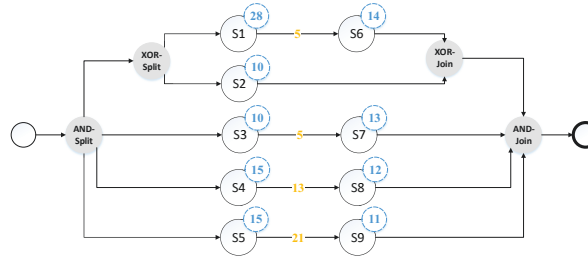 28
14
S1
5
S6
XOR-
Split
XOR-
Join
10
S2
10
13
AND-
Split
S3
5
S7
AND-
Join
15
12
S4
13
S8
15
11
S5
21
S9